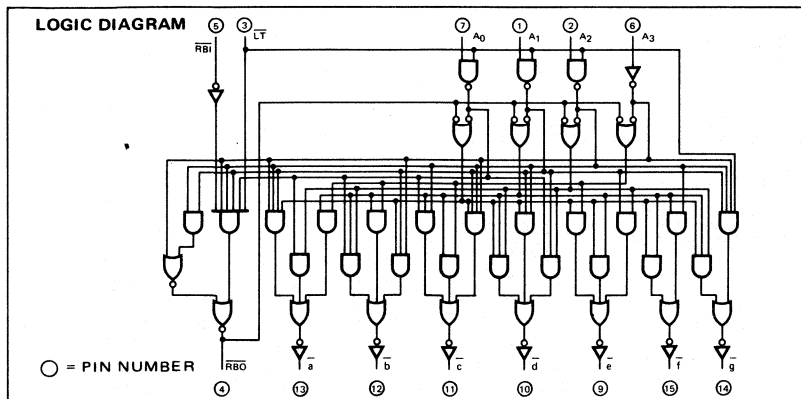 LOGIC DIAGRAM
5 3 7 1 2 6
RBI LT A0 A1 A2 A3
○ = PIN NUMBER
RBO a b c d e f g
4 13 12 11 10 9 15 14